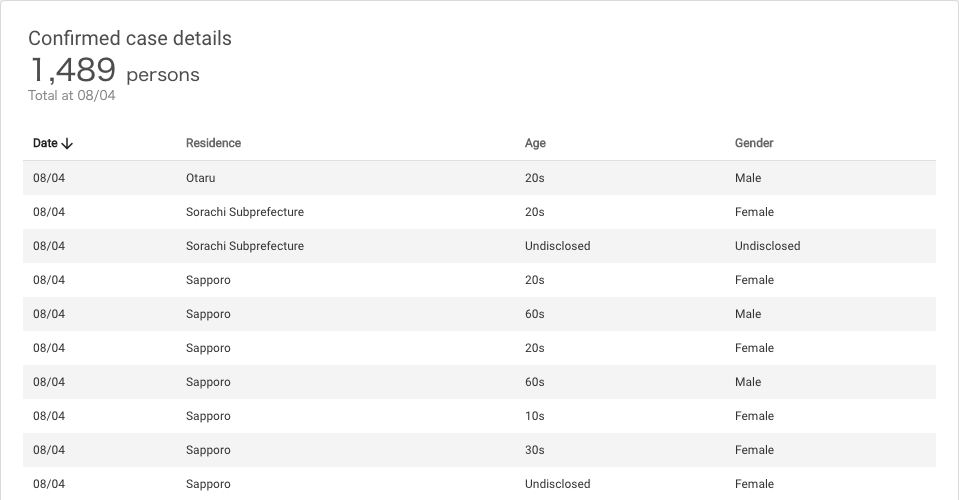 Confirmed case details
1,489 persons
Total at 08/04
Date Residence Age Gender
08/04 Otaru 20s Male
08/04 Sorachi Subprefecture 20s Female
08/04 Sorachi Subprefecture Undisclosed Undisclosed
08/04 Sapporo 20s Female
08/04 Sapporo 60s Male
08/04 Sapporo 20s Female
08/04 Sapporo 60s Male
08/04 Sapporo 10s Female
08/04 Sapporo 30s Female
08/04 Sapporo Undisclosed Female